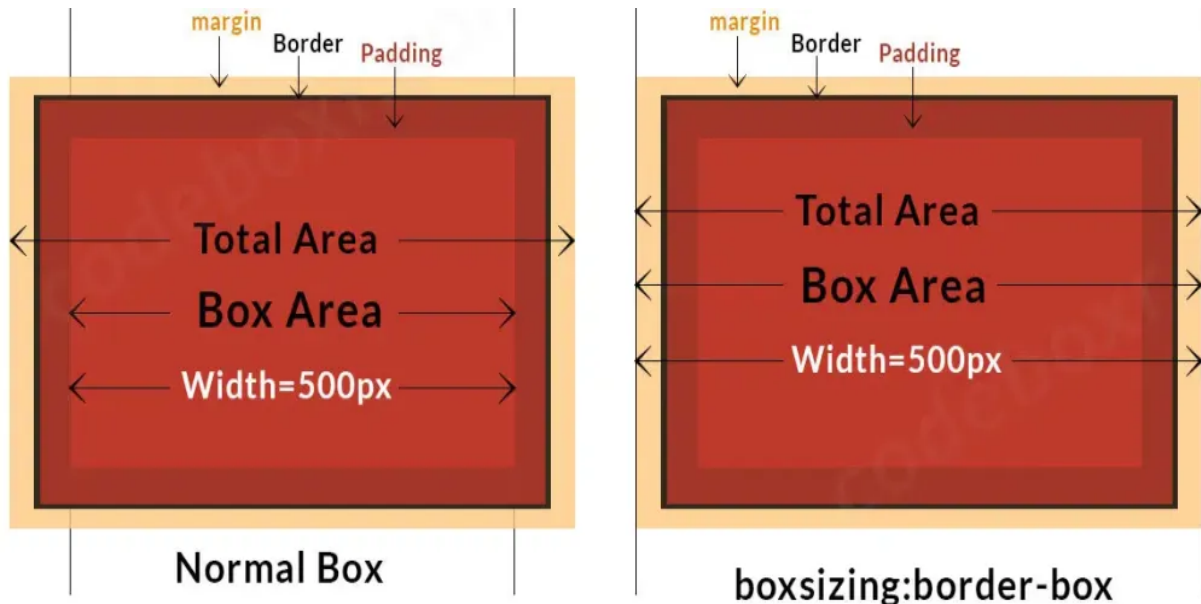 margin
Border
Padding
Total Area
Box Area
Width=500px
Normal Box
margin
Border
Padding
Total Area
Box Area
Width=500px
boxsizing:border-box